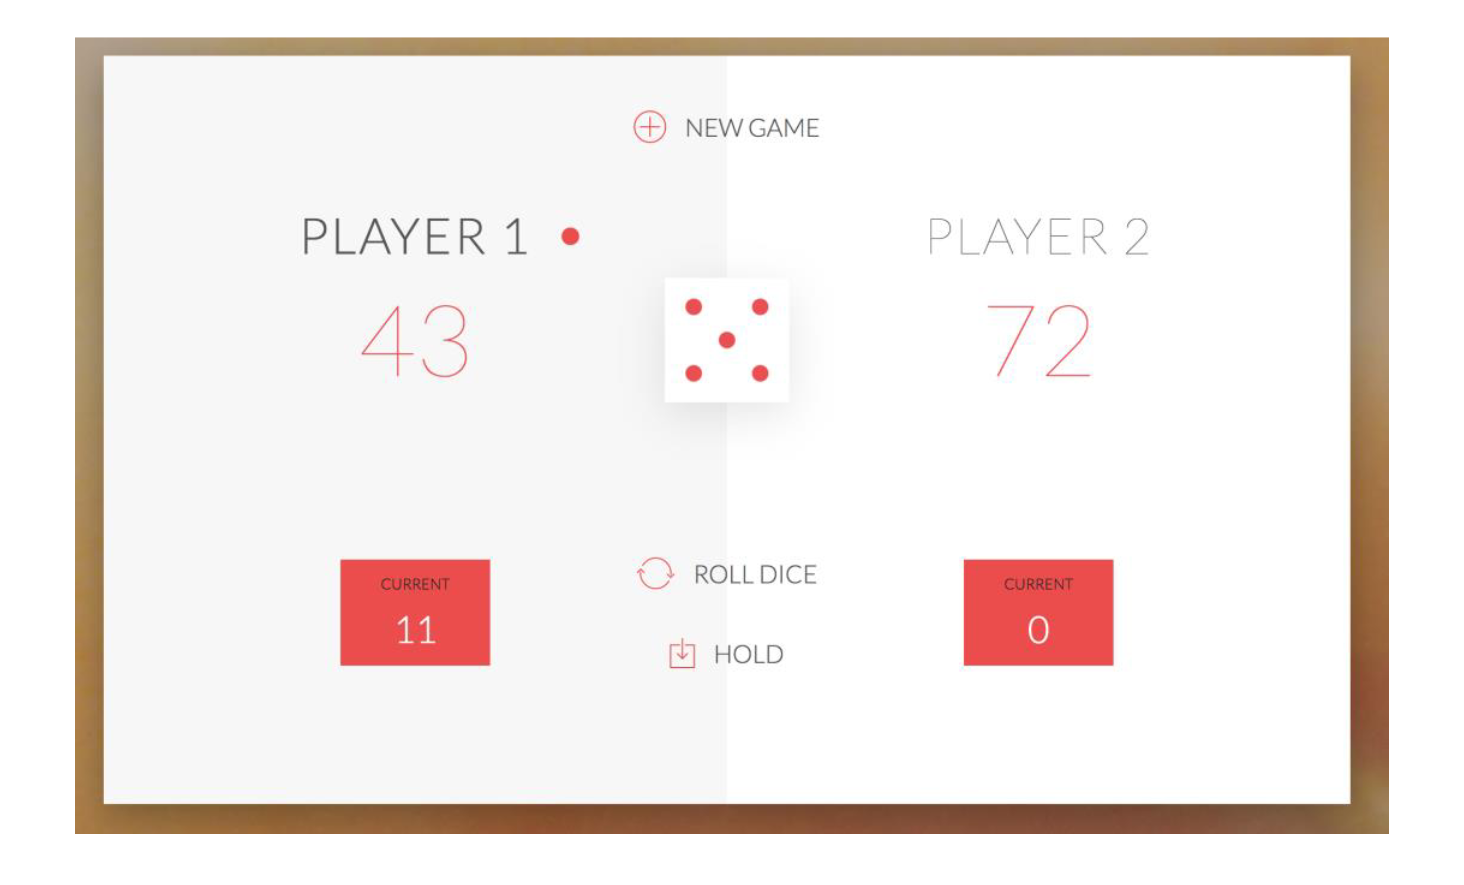 NEW GAME
PLAYER 1
43
PLAYER 2
72
CURRENT
11
ROLL DICE
HOLD
CURRENT
0